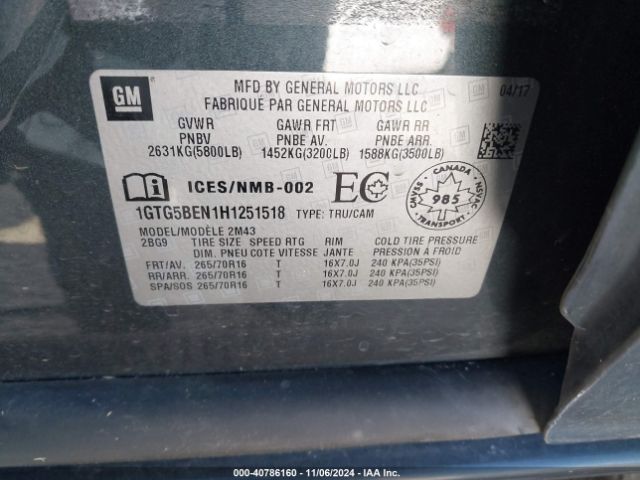 GM
MFD BY GENERAL MOTORS LLC
FABRIQUÉ PAR GENERAL MOTORS LLC
04/17
GVWR GAWR FRT GAWR RR
PNBV PNBE AV. PNBE ARR.
2631KG(5800LB) 1452KG(3200LB) 1588KG(3500LB)
ICES/NMB-002 EC
CANADA
CMVSS 985 NSVAC
TRANSPORT
1GTG5BEN1H1251518 TYPE: TRU/CAM
MODEL/MODÈLE 2M43
2BG9 TIRE SIZE SPEED RTG RIM COLD TIRE PRESSURE
DIM. PNEU COTE VITESSE JANTE PRESSION À FROID
FRT/AV. 265/70R16 T 16X7.0J 240 KPA(35PSI)
RR/ARR. 265/70R16 T 16X7.0J 240 KPA(35PSI)
SPA/SOS 265/70R16 T 16X7.0J 240 KPA(35PSI)
000-40786160 - 11/06/2024 - IAA Inc.